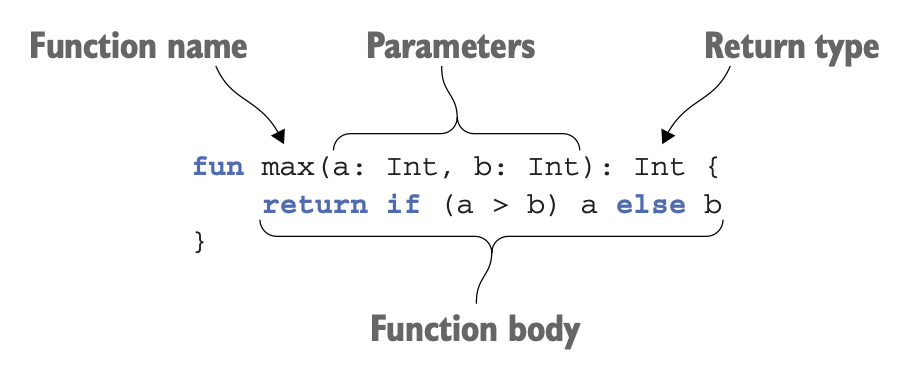 Function name Parameters Return type
fun max(a: Int, b: Int): Int {
return if (a > b) a else b
}
Function body